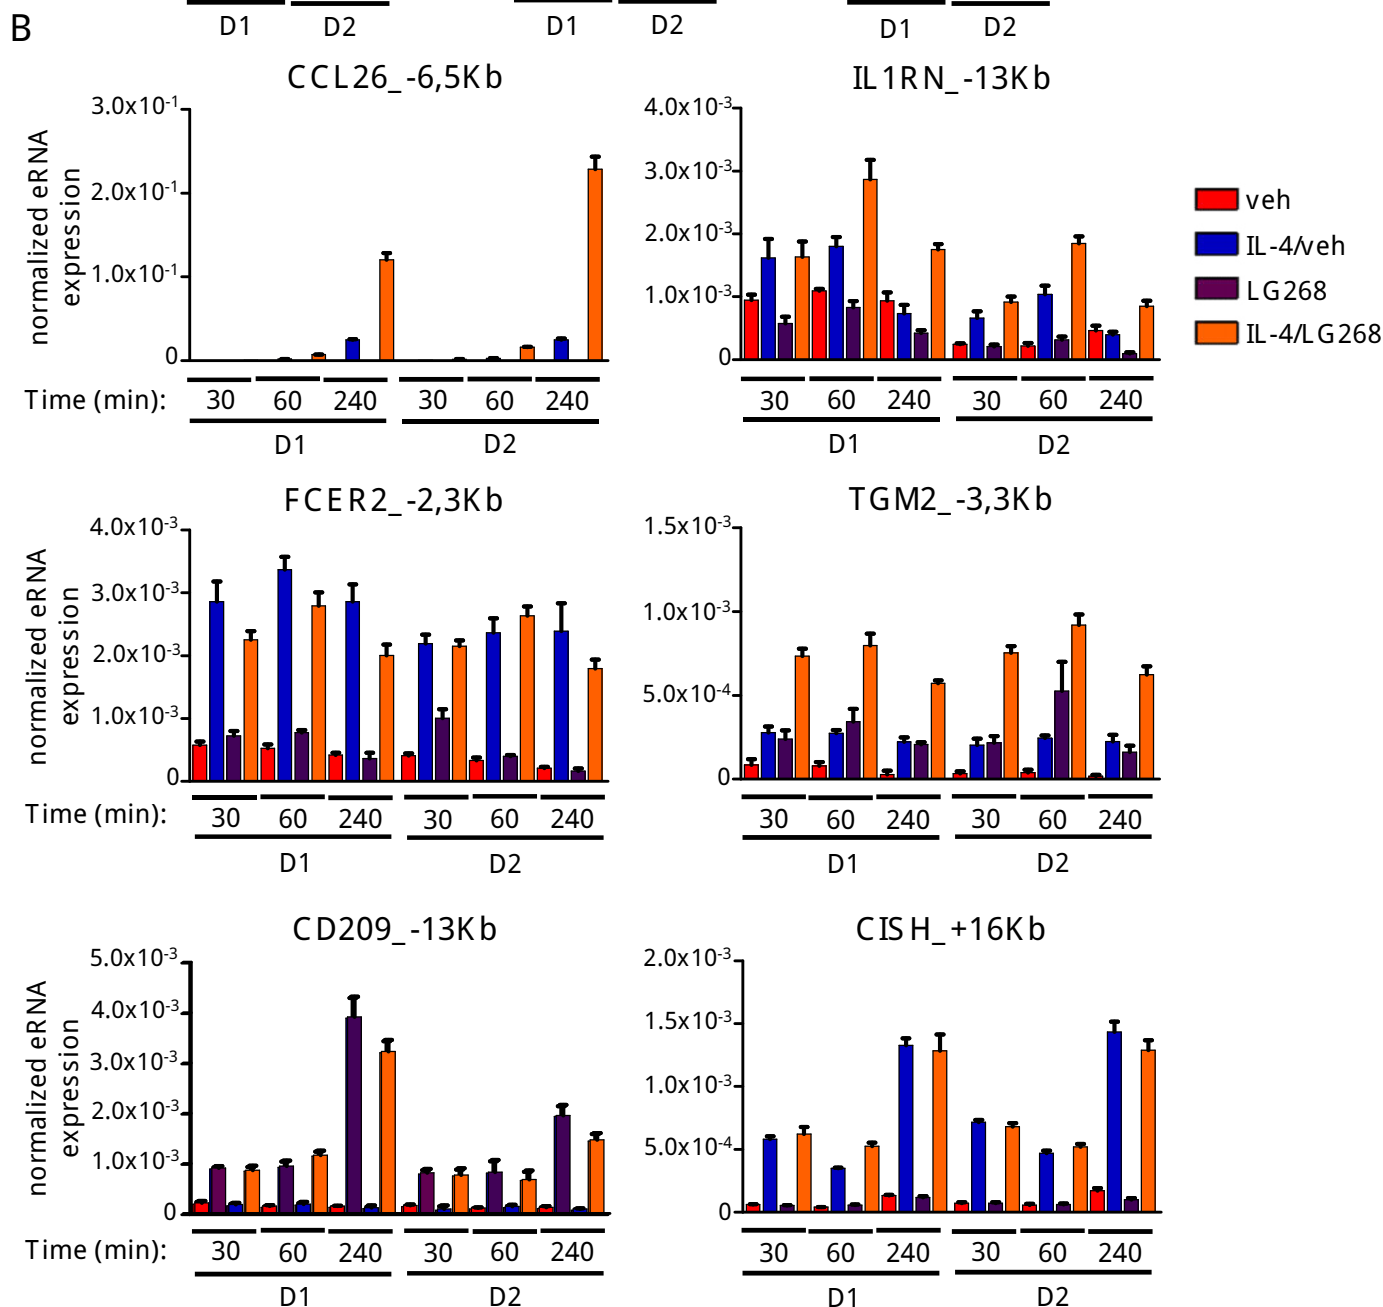 B
D1 D2 D1 D2 D1 D2
CCL26_-6,5Kb
normalized eRNA
expression
3.0x10⁻¹
2.0x10⁻¹
1.0x10⁻¹
0
Time (min): 30 60 240 30 60 240
D1 D2
IL1RN_-13Kb
4.0x10⁻³
3.0x10⁻³
2.0x10⁻³
1.0x10⁻³
0
30 60 240 30 60 240
D1 D2
veh
IL-4/veh
LG268
IL-4/LG268
FCER2_-2,3Kb
normalized eRNA
expression
4.0x10⁻³
3.0x10⁻³
2.0x10⁻³
1.0x10⁻³
0
Time (min): 30 60 240 30 60 240
D1 D2
TGM2_-3,3Kb
1.5x10⁻³
1.0x10⁻³
5.0x10⁻⁴
0
30 60 240 30 60 240
D1 D2
CD209_-13Kb
normalized eRNA
expression
5.0x10⁻³
4.0x10⁻³
3.0x10⁻³
2.0x10⁻³
1.0x10⁻³
0
Time (min): 30 60 240 30 60 240
D1 D2
CISH_+16Kb
2.0x10⁻³
1.5x10⁻³
1.0x10⁻³
5.0x10⁻⁴
0
30 60 240 30 60 240
D1 D2